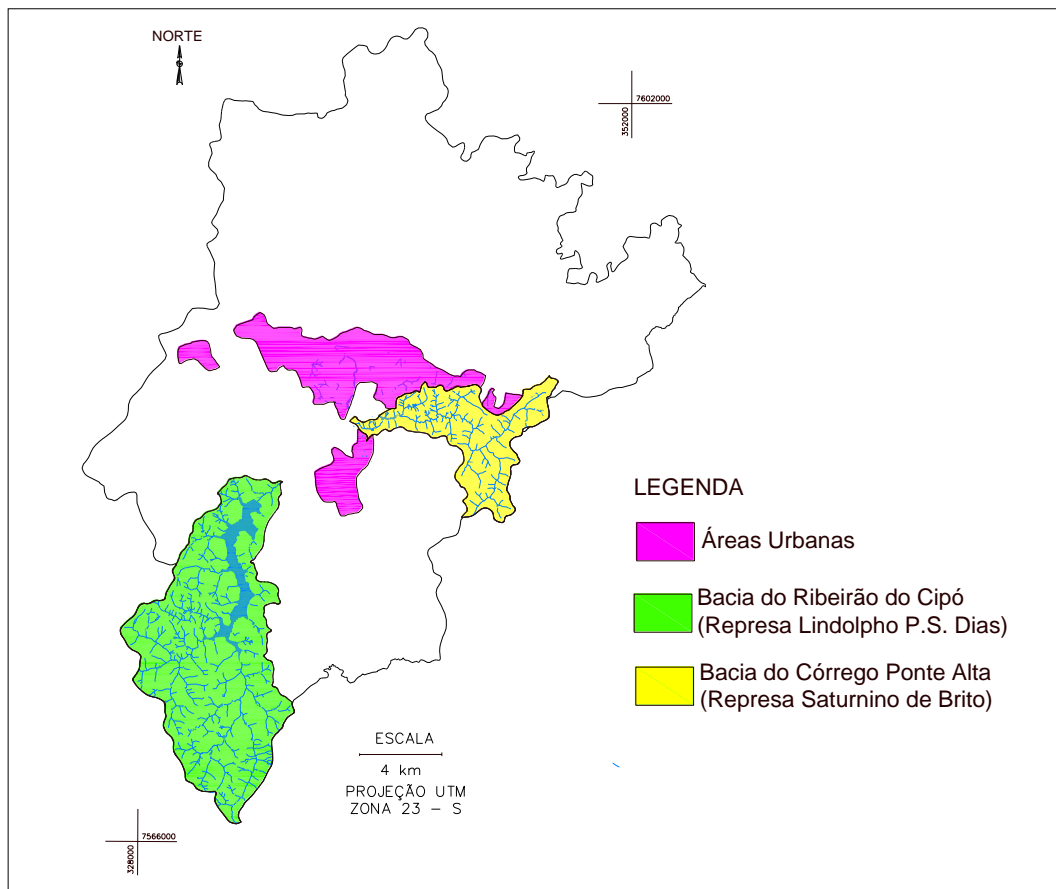 NORTE
7602000
352000
LEGENDA
Áreas Urbanas
Bacia do Ribeirão do Cipó
(Represa Lindolpho P.S. Dias)
Bacia do Córrego Ponte Alta
(Represa Saturnino de Brito)
ESCALA
4 km
PROJEÇÃO UTM
ZONA 23 – S
7566000
328000